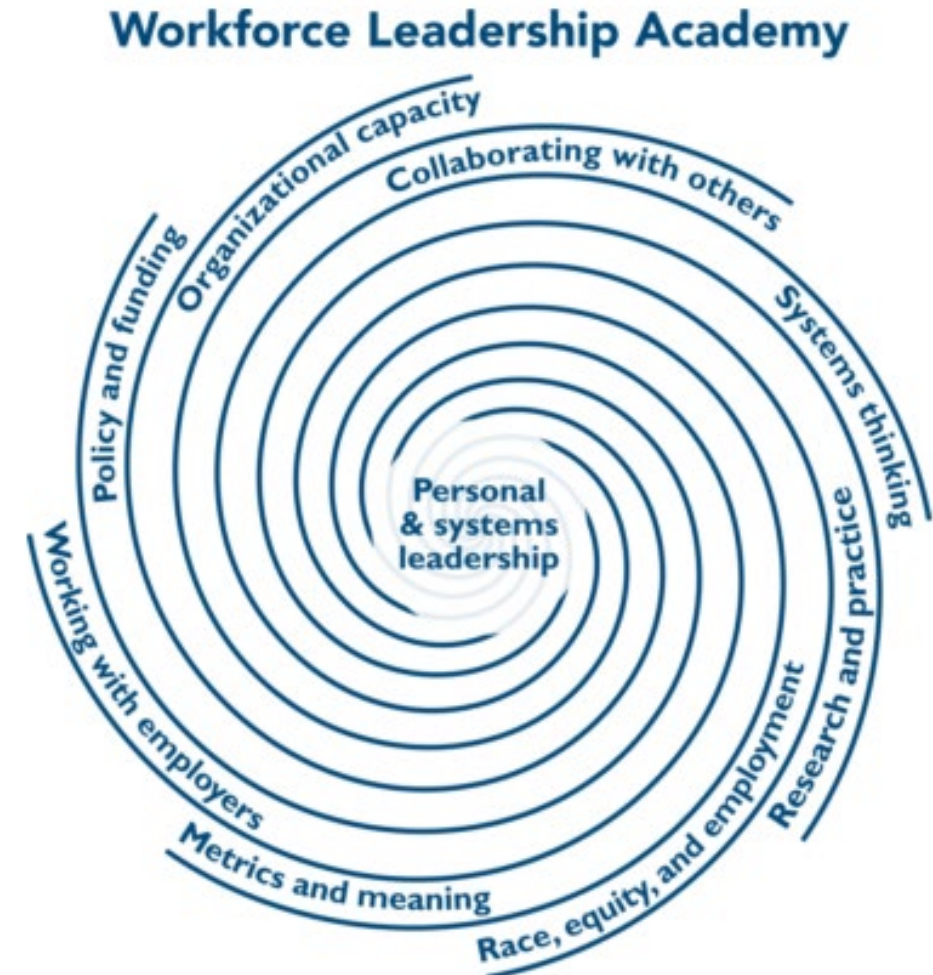 Workforce Leadership Academy
Organizational capacity
Collaborating with others
Systems thinking
Research and practice
Race, equity, and employment
Metrics and meaning
Working with employers
Policy and funding
Personal
& systems
leadership